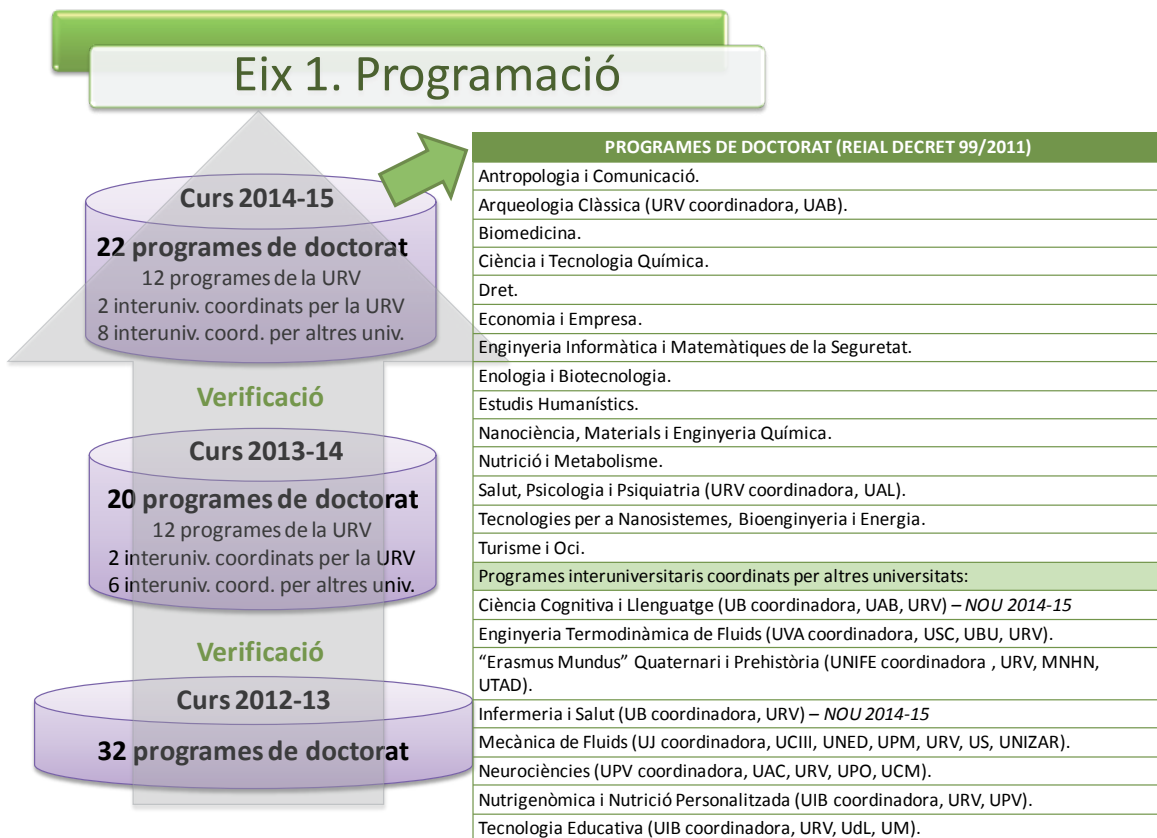 Eix 1. Programació
Curs 2014-15
22 programes de doctorat
12 programes de la URV
2 interuniv. coordinats per la URV
8 interuniv. coord. per altres univ.
Verificació
Curs 2013-14
20 programes de doctorat
12 programes de la URV
2 interuniv. coordinats per la URV
6 interuniv. coord. per altres univ.
Verificació
Curs 2012-13
32 programes de doctorat
PROGRAMES DE DOCTORAT (REIAL DECRET 99/2011)
Antropologia i Comunicació.
Arqueologia Clàssica (URV coordinadora, UAB).
Biomedicina.
Ciència i Tecnologia Química.
Dret.
Economia i Empresa.
Enginyeria Informàtica i Matemàtiques de la Seguretat.
Enologia i Biotecnologia.
Estudis Humanístics.
Nanociència, Materials i Enginyeria Química.
Nutrició i Metabolisme.
Salut, Psicologia i Psiquiatria (URV coordinadora, UAL).
Tecnologies per a Nanosistemes, Bioenginyeria i Energia.
Turisme i Oci.
Programes interuniversitaris coordinats per altres universitats:
Ciència Cognitiva i Llenguatge (UB coordinadora, UAB, URV) – NOU 2014-15
Enginyeria Termodinàmica de Fluids (UVA coordinadora, USC, UBU, URV).
“Erasmus Mundus” Quaternari i Prehistòria (UNIFE coordinadora , URV, MNHN,
UTAD).
Infermeria i Salut (UB coordinadora, URV) – NOU 2014-15
Mecànica de Fluids (UJ coordinadora, UCIII, UNED, UPM, URV, US, UNIZAR).
Neurociències (UPV coordinadora, UAC, URV, UPO, UCM).
Nutrigenòmica i Nutrició Personalitzada (UIB coordinadora, URV, UPV).
Tecnologia Educativa (UIB coordinadora, URV, UdL, UM).